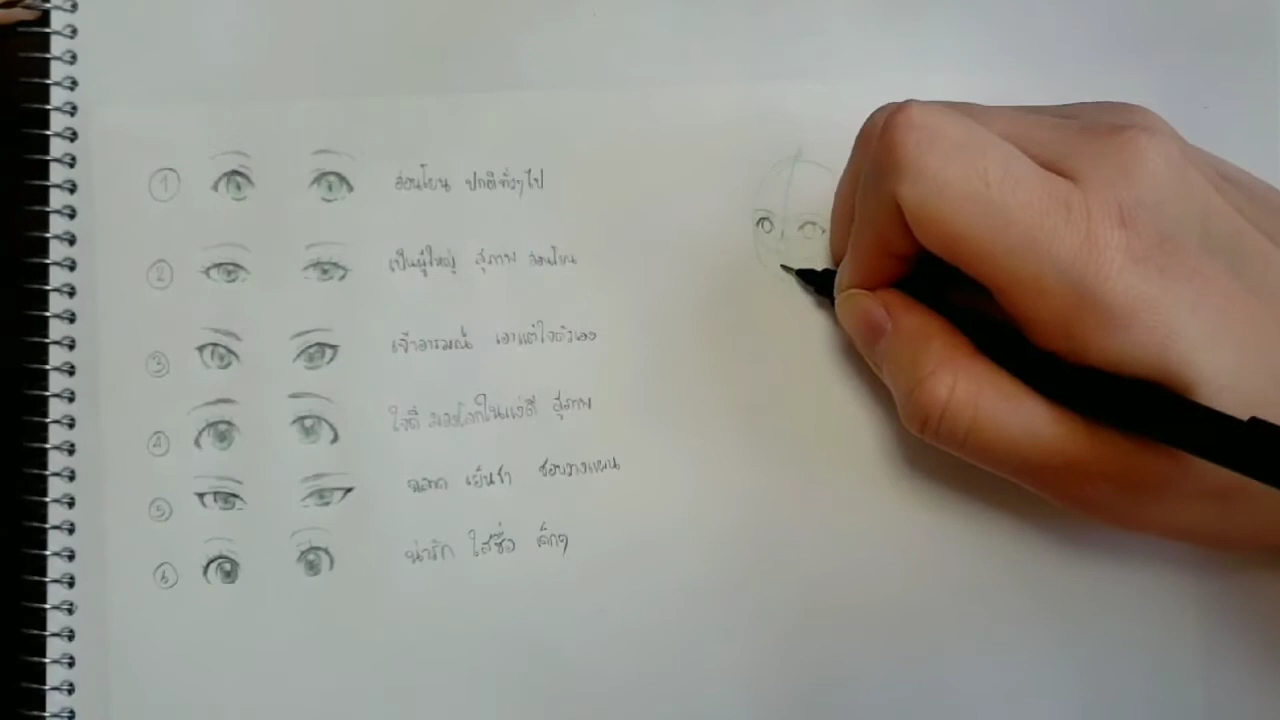 1 อ่อนโยน ปกติทั่วๆไป
2 เป็นผู้ใหญ่ สุภาพ อ่อนโยน
3 เจ้าอารมณ์ เอาแต่ใจตัวเอง
4 ใจดี มองโลกในแง่ดี สุภาพ
5 ฉลาด เย็นชา ชอบวางแผน
6 น่ารัก ใสซื่อ เด็กๆ